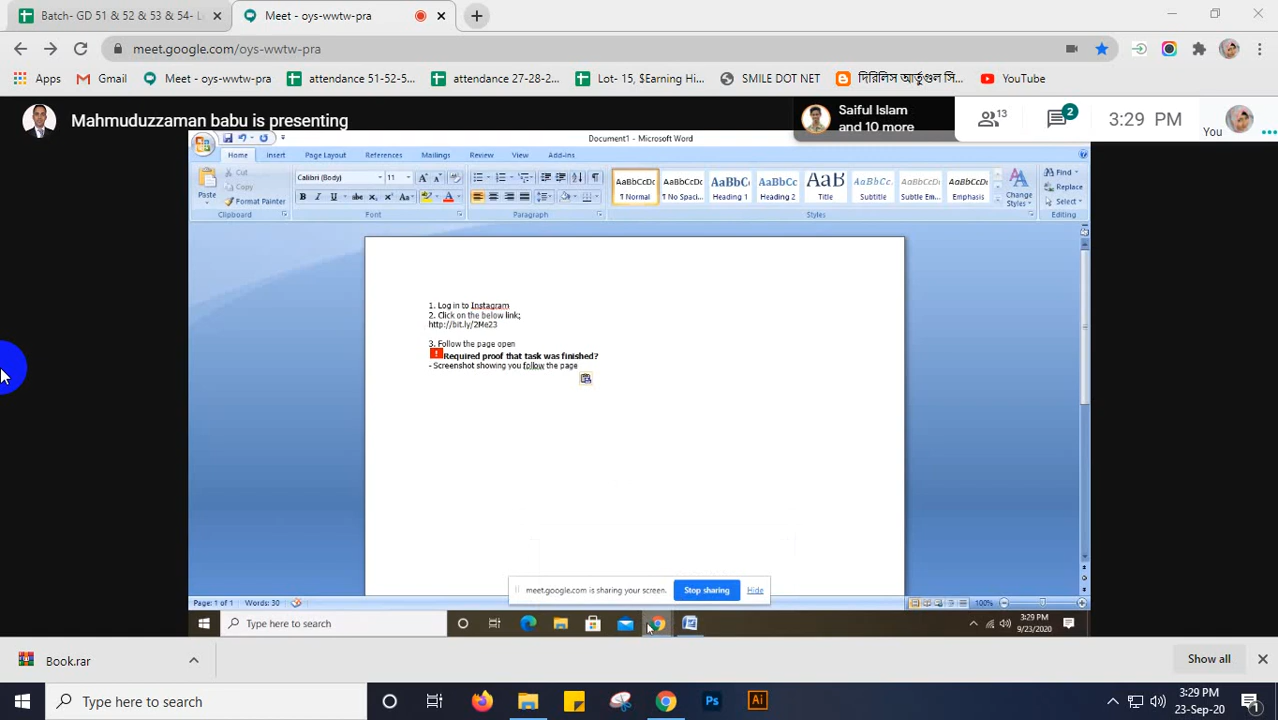 Batch- GD 51 & 52 & 53 & 54- L
Meet - oys-wwtw-pra
meet.google.com/oys-wwtw-pra
Apps
Gmail
Meet - oys-wwtw-pra
attendance 51-52-5...
attendance 27-28-2...
Lot- 15, $Earning Hi...
SMILE DOT NET
দিরিলিস আর্তুগুল সি...
YouTube
Mahmuduzzaman babu is presenting
Saiful Islam
and 10 more
13
2
3:29 PM
You
Document1 - Microsoft Word
Home Insert Page Layout References Mailings Review View Add-ins
Paste
Cut
Copy
Format Painter
Clipboard
Calibri (Body) 11
Font
Paragraph
AaBbCcDc AaBbCcDc AaBbC AaBbCc AaB AaBbCc. AaBbCcDc AaBbCcDc
¶ Normal ¶ No Spaci... Heading 1 Heading 2 Title Subtitle Subtle Em... Emphasis
Change
Styles
Styles
Find
Replace
Select
Editing
1. Log in to Instagram
2. Click on the below link;
http://bit.ly/2Me23
3. Follow the page open
! Required proof that task was finished?
- Screenshot showing you follow the page
meet.google.com is sharing your screen.
Stop sharing
Hide
Page: 1 of 1 Words: 30
100%
Type here to search
3:29 PM
9/23/2020
Book.rar
Show all
Type here to search
Ps
Ai
3:29 PM
23-Sep-20
1